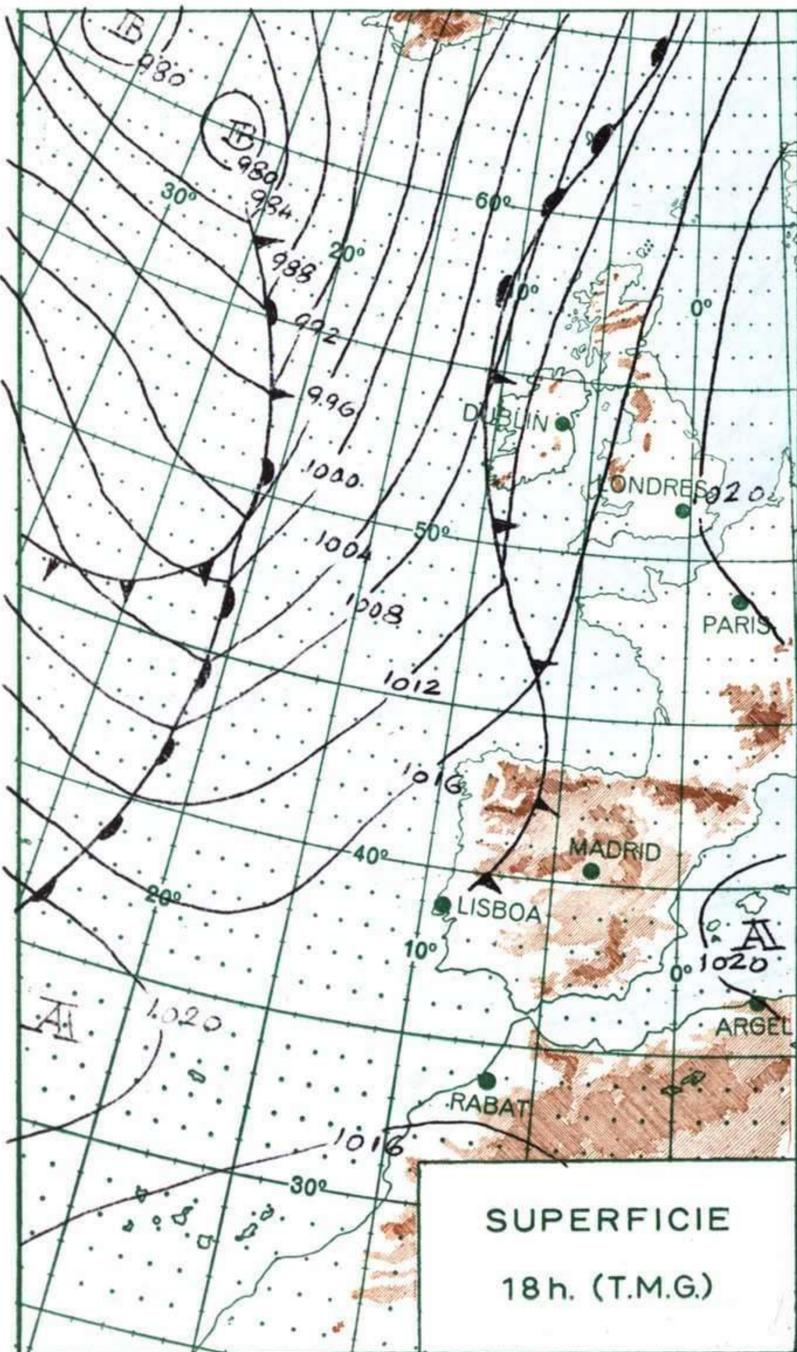 B
980
B
980
984
30°
60°
988
20°
10°
0°
992
996
DUBLIN
1000
LONDRES
1020
50°
1004
1008
PARIS
1012
1016
MADRID
40°
20°
LISBOA
A
10°
1020
0°
A
1020
ARGEL
RABAT
1016
30°
SUPERFICIE
18h. (T.M.G.)